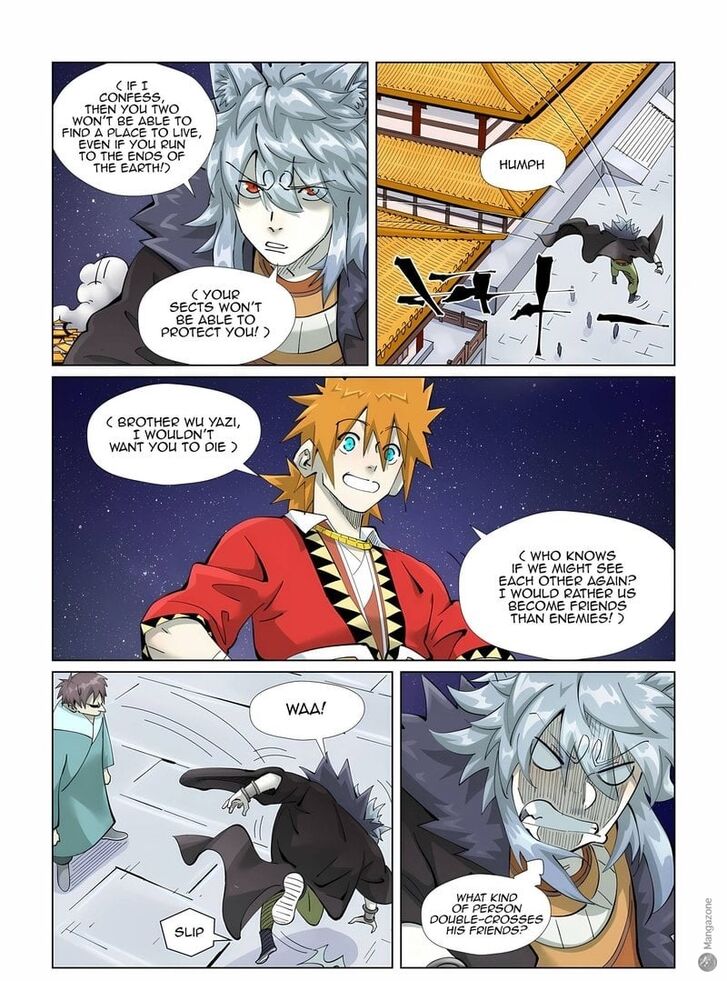 ( IF I
CONFESS,
THEN YOU TWO
WON'T BE ABLE TO
FIND A PLACE TO LIVE,
EVEN IF YOU RUN
TO THE ENDS OF
THE EARTH!)
( YOUR
SECTS WON'T
BE ABLE TO
PROTECT YOU! )
HUMPH
( BROTHER WU YAZI,
I WOULDN'T
WANT YOU TO DIE )
( WHO KNOWS
IF WE MIGHT SEE
EACH OTHER AGAIN?
I WOULD RATHER US
BECOME FRIENDS
THAN ENEMIES! )
WAA!
SLIP
WHAT KIND
OF PERSON
DOUBLE-CROSSES
HIS FRIENDS?
Mangazone